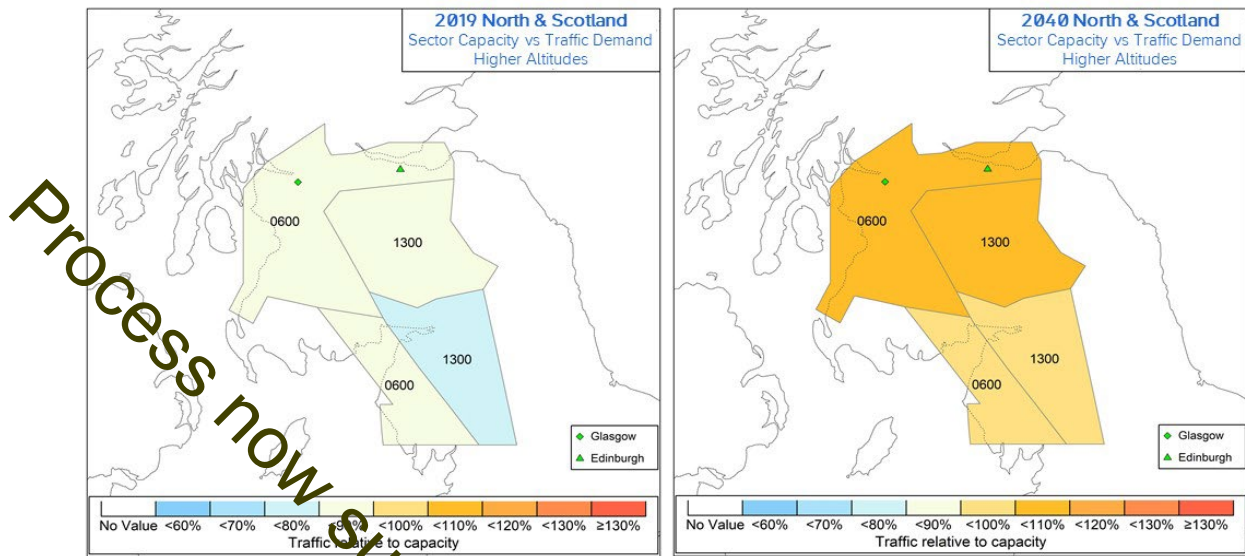 2019 North & Scotland
Sector Capacity vs Traffic Demand
Higher Altitudes
0600
1300
1300
0600
Glasgow
Edinburgh
No Value <60% <70% <80% <90% <100% <110% <120% <130% ≥130%
Traffic relative to capacity
2040 North & Scotland
Sector Capacity vs Traffic Demand
Higher Altitudes
0600
1300
1300
0600
Glasgow
Edinburgh
No Value <60% <70% <80% <90% <100% <110% <120% <130% ≥130%
Traffic relative to capacity
Process now